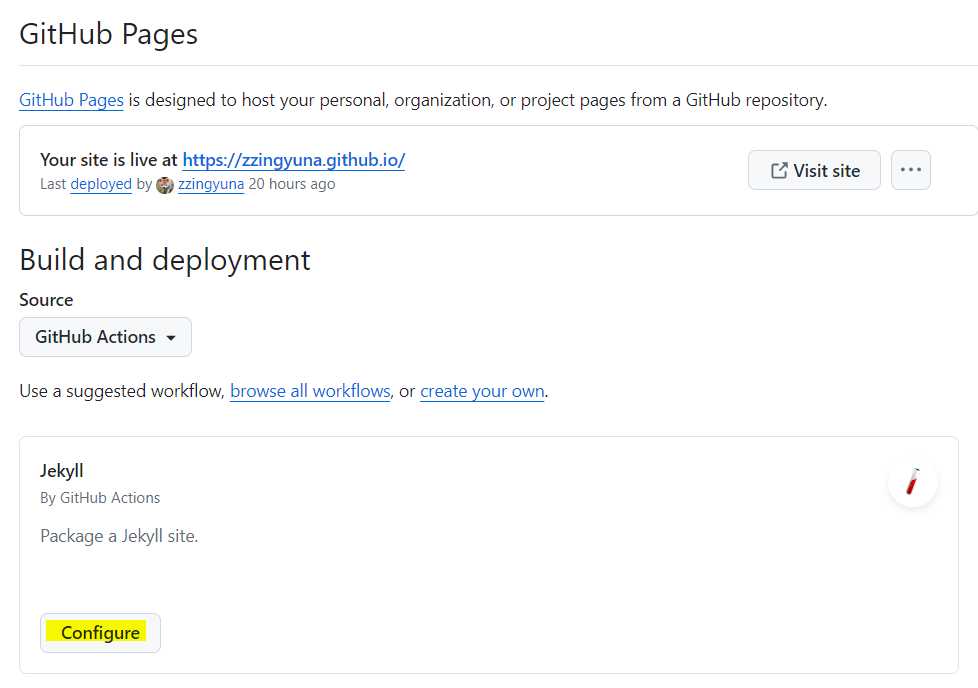 GitHub Pages
GitHub Pages is designed to host your personal, organization, or project pages from a GitHub repository.
Your site is live at https://zzingyuna.github.io/
Visit site
Last deployed by zzingyuna 20 hours ago
Build and deployment
Source
GitHub Actions
Use a suggested workflow, browse all workflows, or create your own.
Jekyll
By GitHub Actions
Package a Jekyll site.
Configure